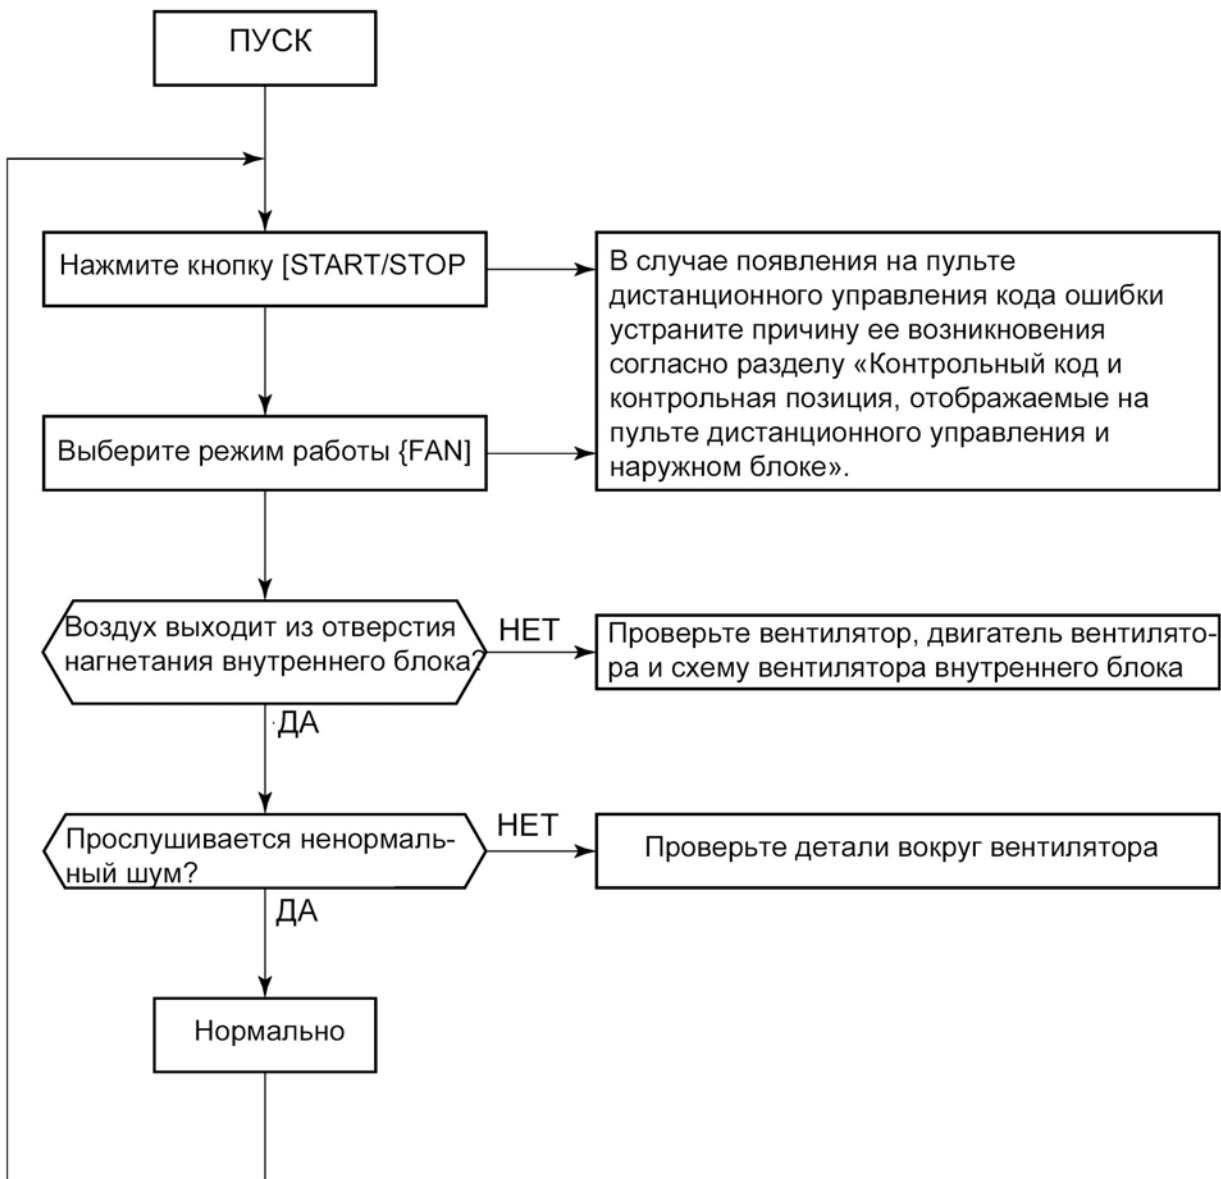 ПУСК
Нажмите кнопку [START/STOP
В случае появления на пульте
дистанционного управления кода ошибки
устраните причину ее возникновения
согласно разделу «Контрольный код и
контрольная позиция, отображаемые на
пульте дистанционного управления и
наружном блоке».
Выберите режим работы {FAN]
Воздух выходит из отверстия
нагнетания внутреннего блока?
НЕТ
Проверьте вентилятор, двигатель вентилято-
ра и схему вентилятора внутреннего блока
ДА
Прослушивается ненормаль-
ный шум?
НЕТ
Проверьте детали вокруг вентилятора
ДА
Нормально